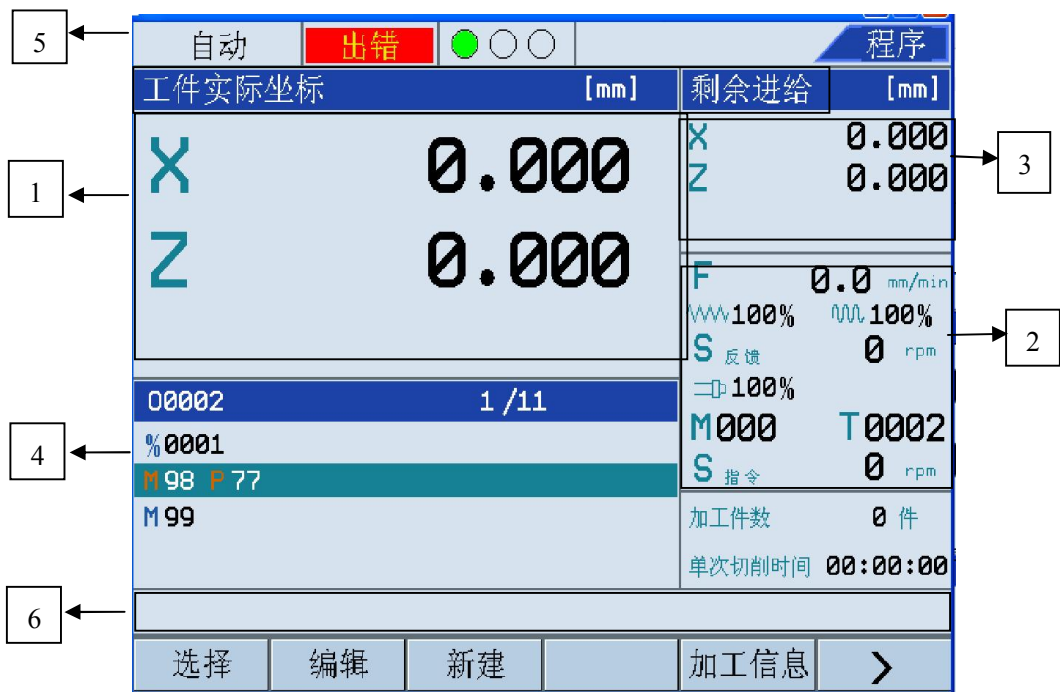 5
自动 出错 程序
工件实际坐标 [mm] 剩余进给 [mm]
X 0.000
Z 0.000
X 0.000
Z 0.000
1
3
F 0.0 mm/min
100% 100%
S 反馈 0 rpm
100%
M000 T0002
S 指令 0 rpm
2
O0002 1/11
%0001
M98 P77
M99
4
加工件数 0 件
单次切削时间 00:00:00
6
选择 编辑 新建 加工信息 >